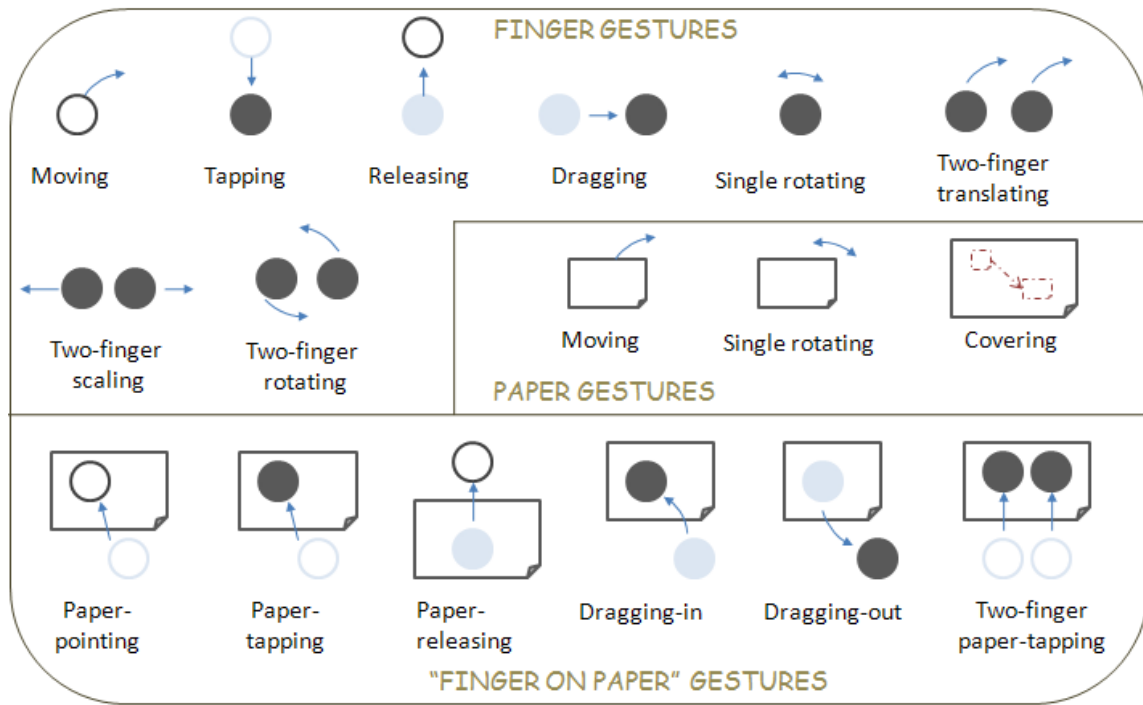 FINGER GESTURES
Moving
Tapping
Releasing
Dragging
Single rotating
Two-finger
translating
Two-finger
scaling
Two-finger
rotating
Moving
Single rotating
Covering
PAPER GESTURES
Paper-
pointing
Paper-
tapping
Paper-
releasing
Dragging-in
Dragging-out
Two-finger
paper-tapping
“FINGER ON PAPER” GESTURES